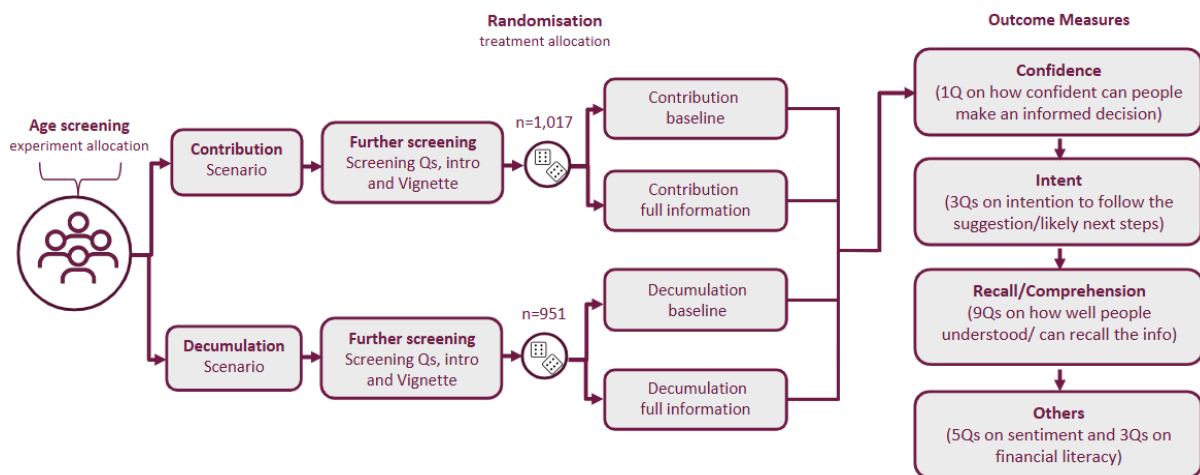 Randomisation
treatment allocation
Outcome Measures
Age screening
experiment allocation
Contribution
Scenario
Further screening
Screening Qs, intro
and Vignette
n=1,017
Contribution
baseline
Contribution
full information
Decumulation
Scenario
Further screening
Screening Qs, intro
and Vignette
n=951
Decumulation
baseline
Decumulation
full information
Confidence
(1Q on how confident can people
make an informed decision)
Intent
(3Qs on intention to follow the
suggestion/likely next steps)
Recall/Comprehension
(9Qs on how well people
understood/ can recall the info)
Others
(5Qs on sentiment and 3Qs on
financial literacy)